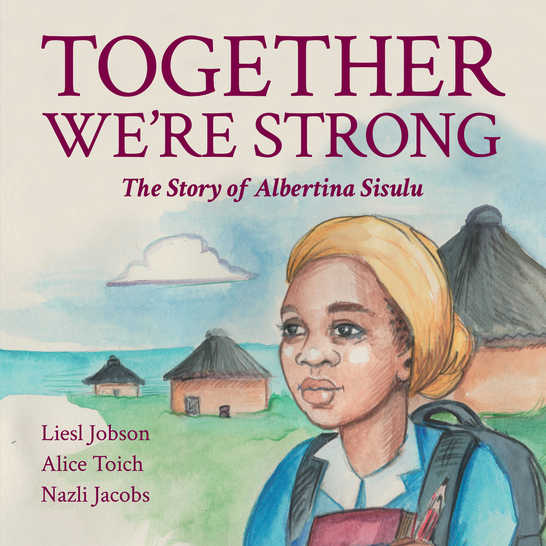 TOGETHER
WE'RE STRONG
The Story of Albertina Sisulu
Liesl Jobson
Alice Toich
Nazli Jacobs